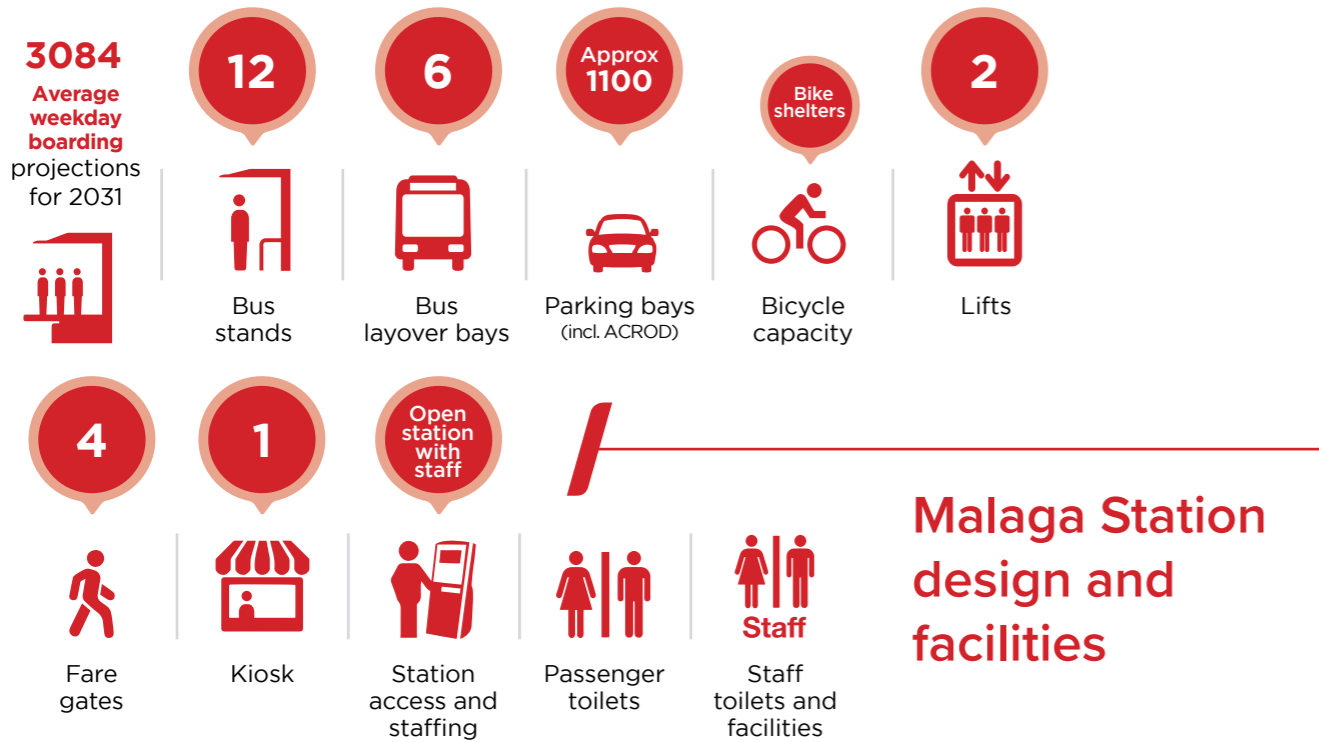 3084
Average
weekday
boarding
projections
for 2031
12
Bus
stands
6
Bus
layover bays
Approx
1100
Parking bays
(incl. ACROD)
Bike
shelters
Bicycle
capacity
2
Lifts
4
Fare
gates
1
Kiosk
Open
station
with
staff
Station
access and
staffing
Passenger
toilets
Staff
Staff
toilets and
facilities
Malaga Station
design and
facilities